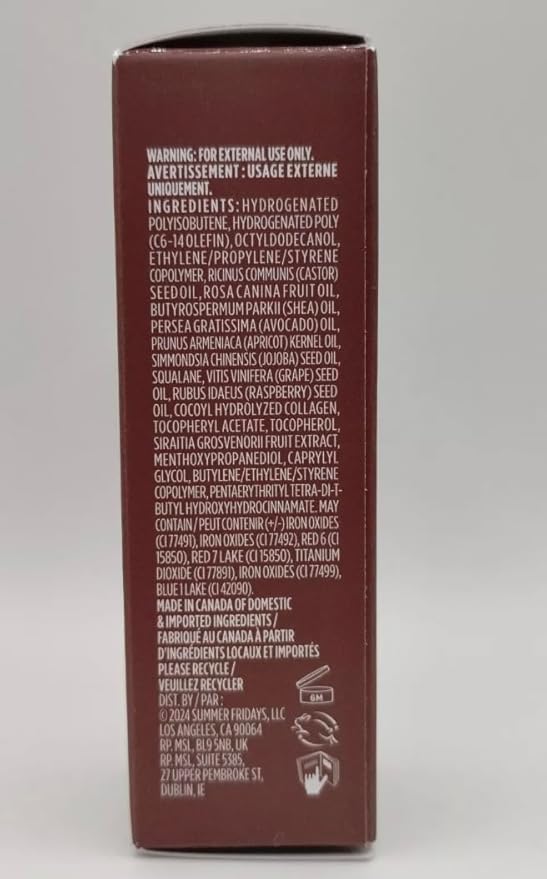 WARNING: FOR EXTERNAL USE ONLY.
AVERTISSEMENT : USAGE EXTERNE
UNIQUEMENT.
INGREDIENTS: HYDROGENATED
POLYISOBUTENE, HYDROGENATED POLY
(C6-14 OLEFIN), OCTYLDODECANOL,
ETHYLENE/PROPYLENE/STYRENE
COPOLYMER, RICINUS COMMUNIS (CASTOR)
SEED OIL, ROSA CANINA FRUIT OIL,
BUTYROSPERMUM PARKII (SHEA) OIL,
PERSEA GRATISSIMA (AVOCADO) OIL,
PRUNUS ARMENIACA (APRICOT) KERNEL OIL,
SIMMONDSIA CHINENSIS (JOJOBA) SEED OIL,
SQUALANE, VITIS VINIFERA (GRAPE) SEED
OIL, RUBUS IDAEUS (RASPBERRY) SEED
OIL, COCOYL HYDROLYZED COLLAGEN,
TOCOPHERYL ACETATE, TOCOPHEROL,
SIRAITIA GROSVENORII FRUIT EXTRACT,
MENTHOXYPROPANEDIOL, CAPRYLYL
GLYCOL, BUTYLENE/ETHYLENE/STYRENE
COPOLYMER, PENTAERYTHRITYL TETRA-DI-T-
BUTYL HYDROXYHYDROCINNAMATE. MAY
CONTAIN / PEUT CONTENIR (+/-) IRON OXIDES
(CI 77491), IRON OXIDES (CI 77492), RED 6 (CI
15850), RED 7 LAKE (CI 15850), TITANIUM
DIOXIDE (CI 77891), IRON OXIDES (CI 77499),
BLUE 1 LAKE (CI 42090).
MADE IN CANADA OF DOMESTIC
& IMPORTED INGREDIENTS /
FABRIQUÉ AU CANADA À PARTIR
D'INGRÉDIENTS LOCAUX ET IMPORTÉS
PLEASE RECYCLE /
VEUILLEZ RECYCLER
DIST. BY / PAR :
© 2024 SUMMER FRIDAYS, LLC
LOS ANGELES, CA 90064
RP. MSL, BL9 5NB, UK
RP. MSL, SUITE 5385,
27 UPPER PEMBROKE ST,
DUBLIN, IE
6M